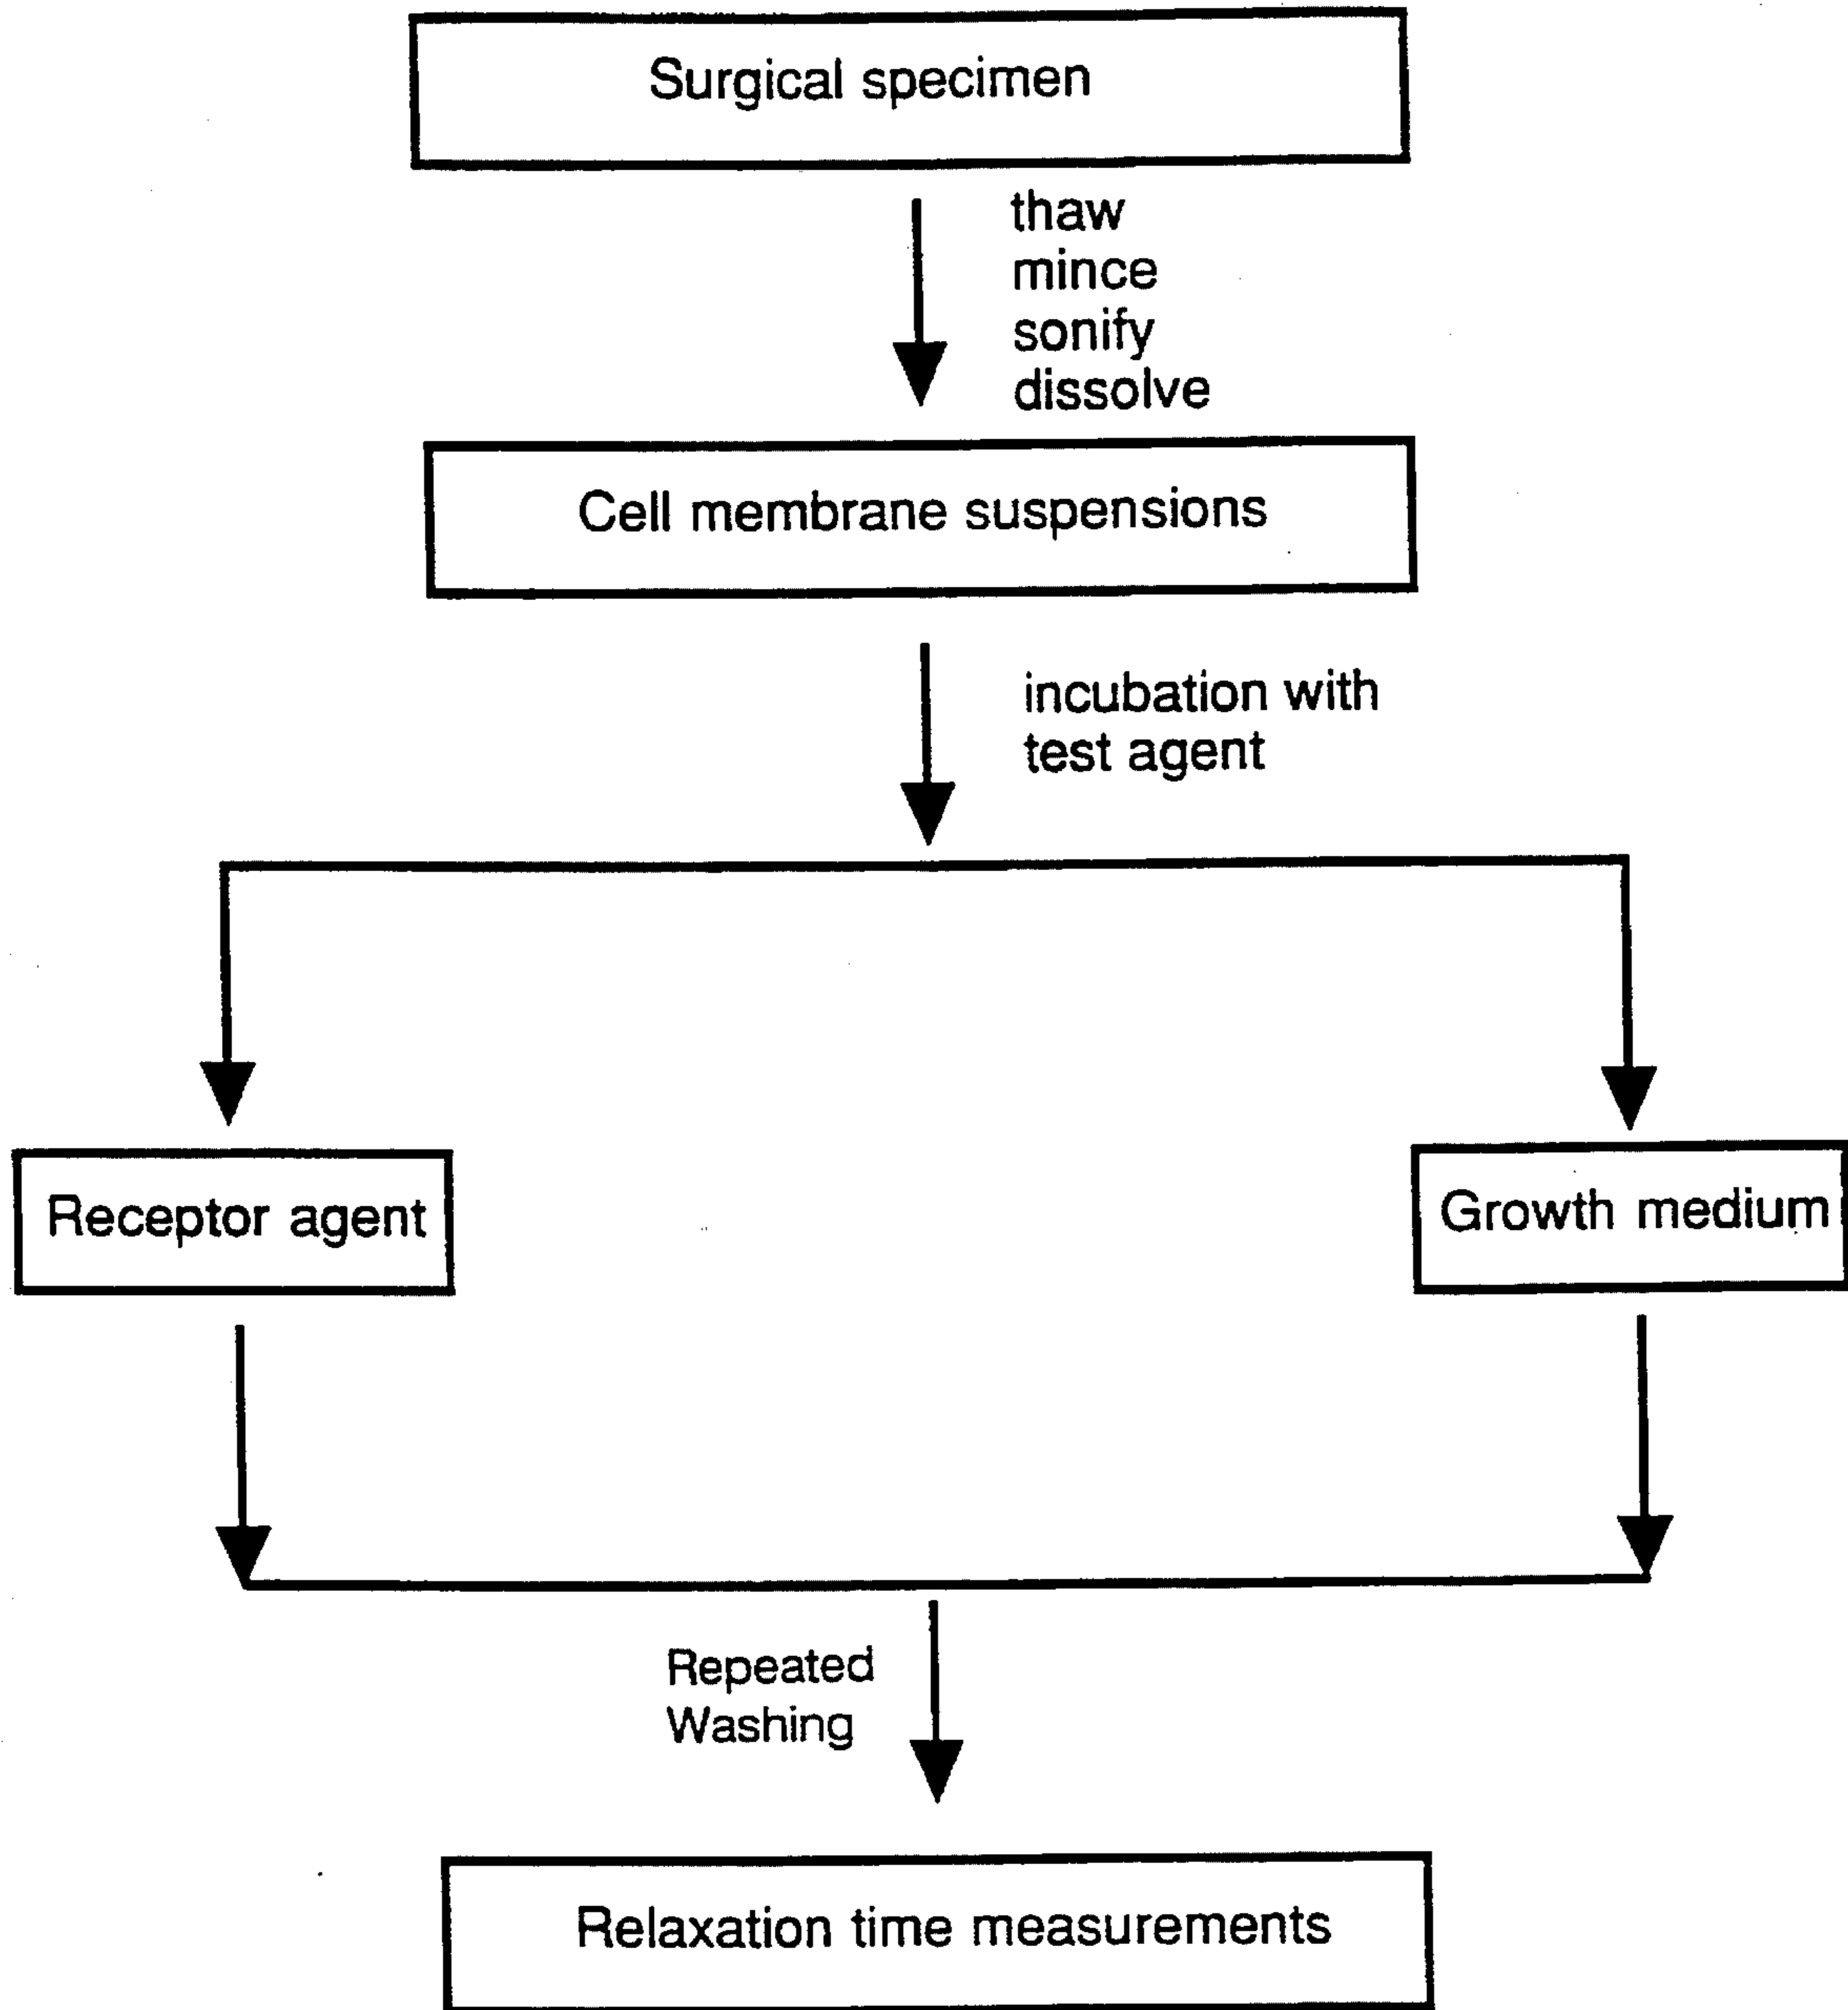 Surgical specimen
thaw
mince
sonify
dissolve
Cell membrane suspensions
incubation with
test agent
Receptor agent
Growth medium
Repeated
Washing
Relaxation time measurements